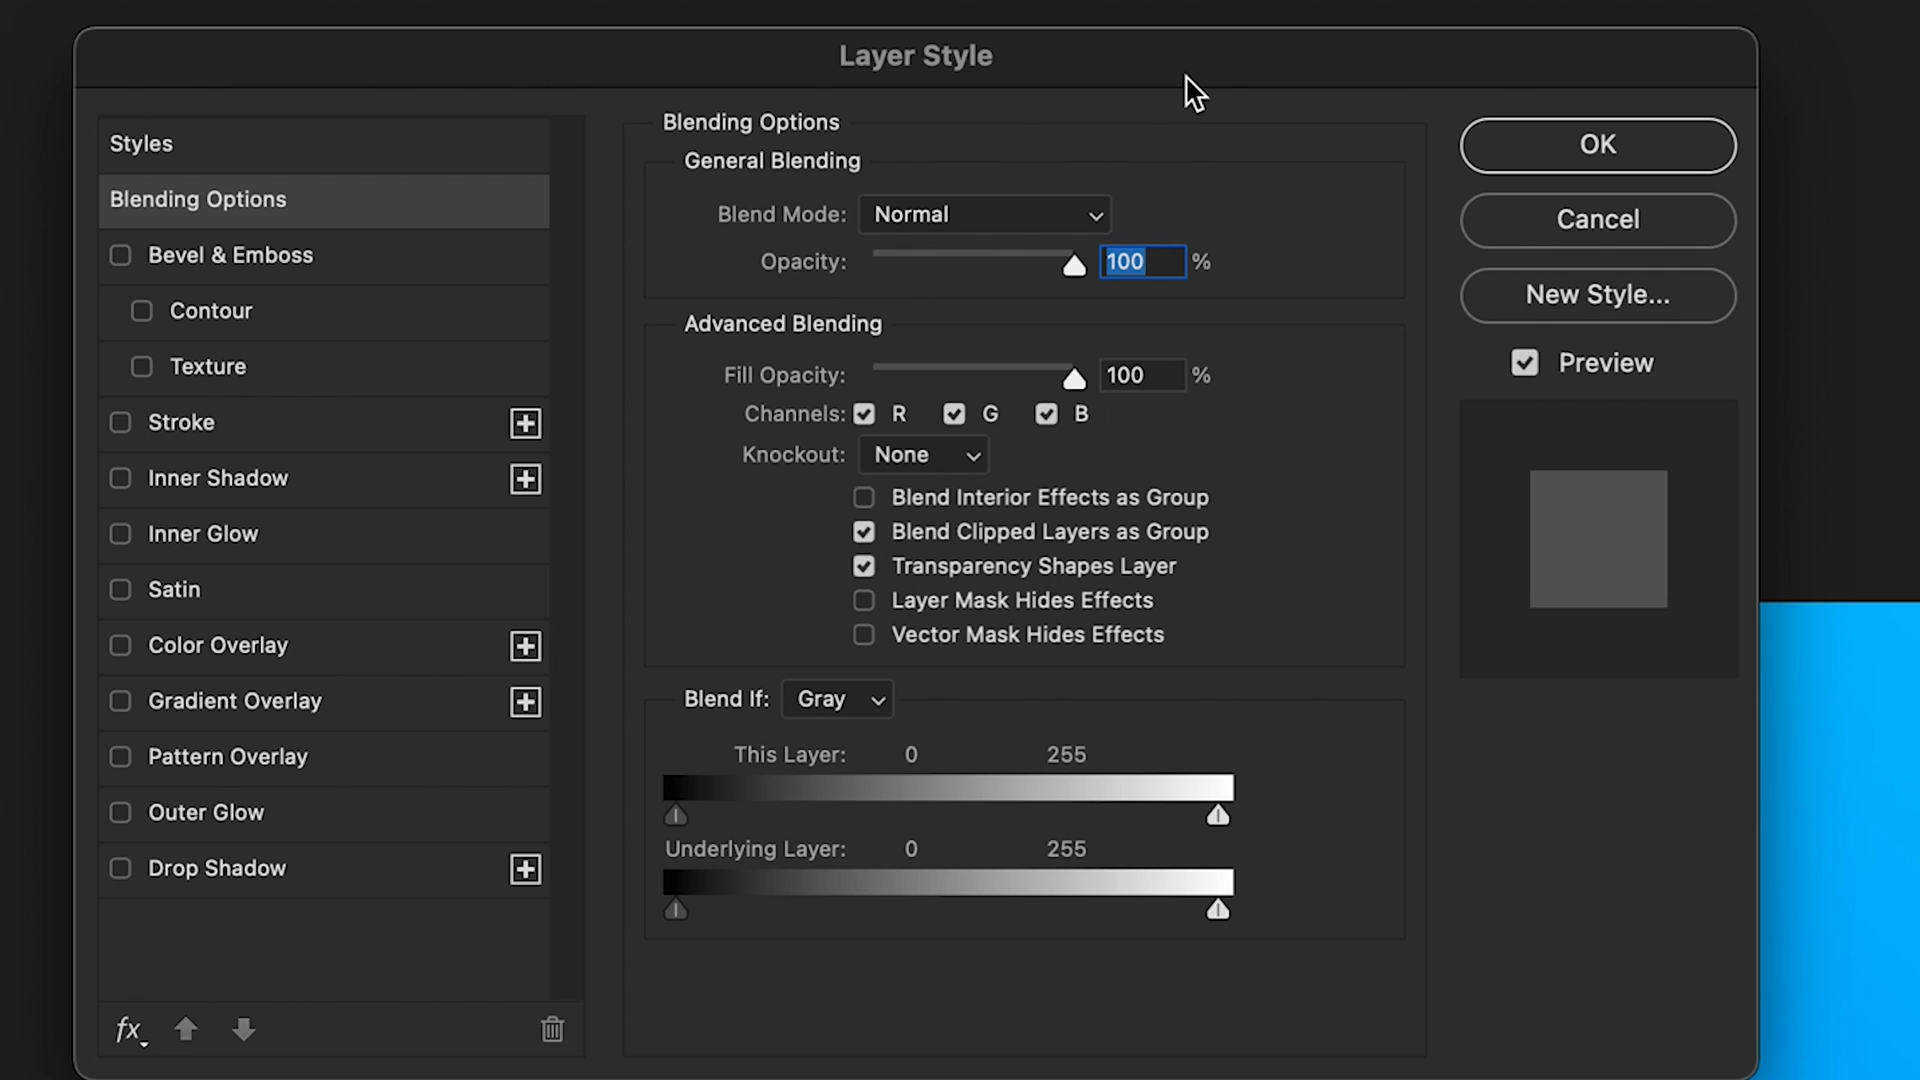 Layer Style
Styles
Blending Options
Bevel & Emboss
Contour
Texture
Stroke
Inner Shadow
Inner Glow
Satin
Color Overlay
Gradient Overlay
Pattern Overlay
Outer Glow
Drop Shadow
fx
Blending Options
General Blending
Blend Mode: Normal
Opacity: 100 %
Advanced Blending
Fill Opacity: 100 %
Channels: R G B
Knockout: None
Blend Interior Effects as Group
Blend Clipped Layers as Group
Transparency Shapes Layer
Layer Mask Hides Effects
Vector Mask Hides Effects
Blend If: Gray
This Layer: 0 255
Underlying Layer: 0 255
OK
Cancel
New Style...
Preview